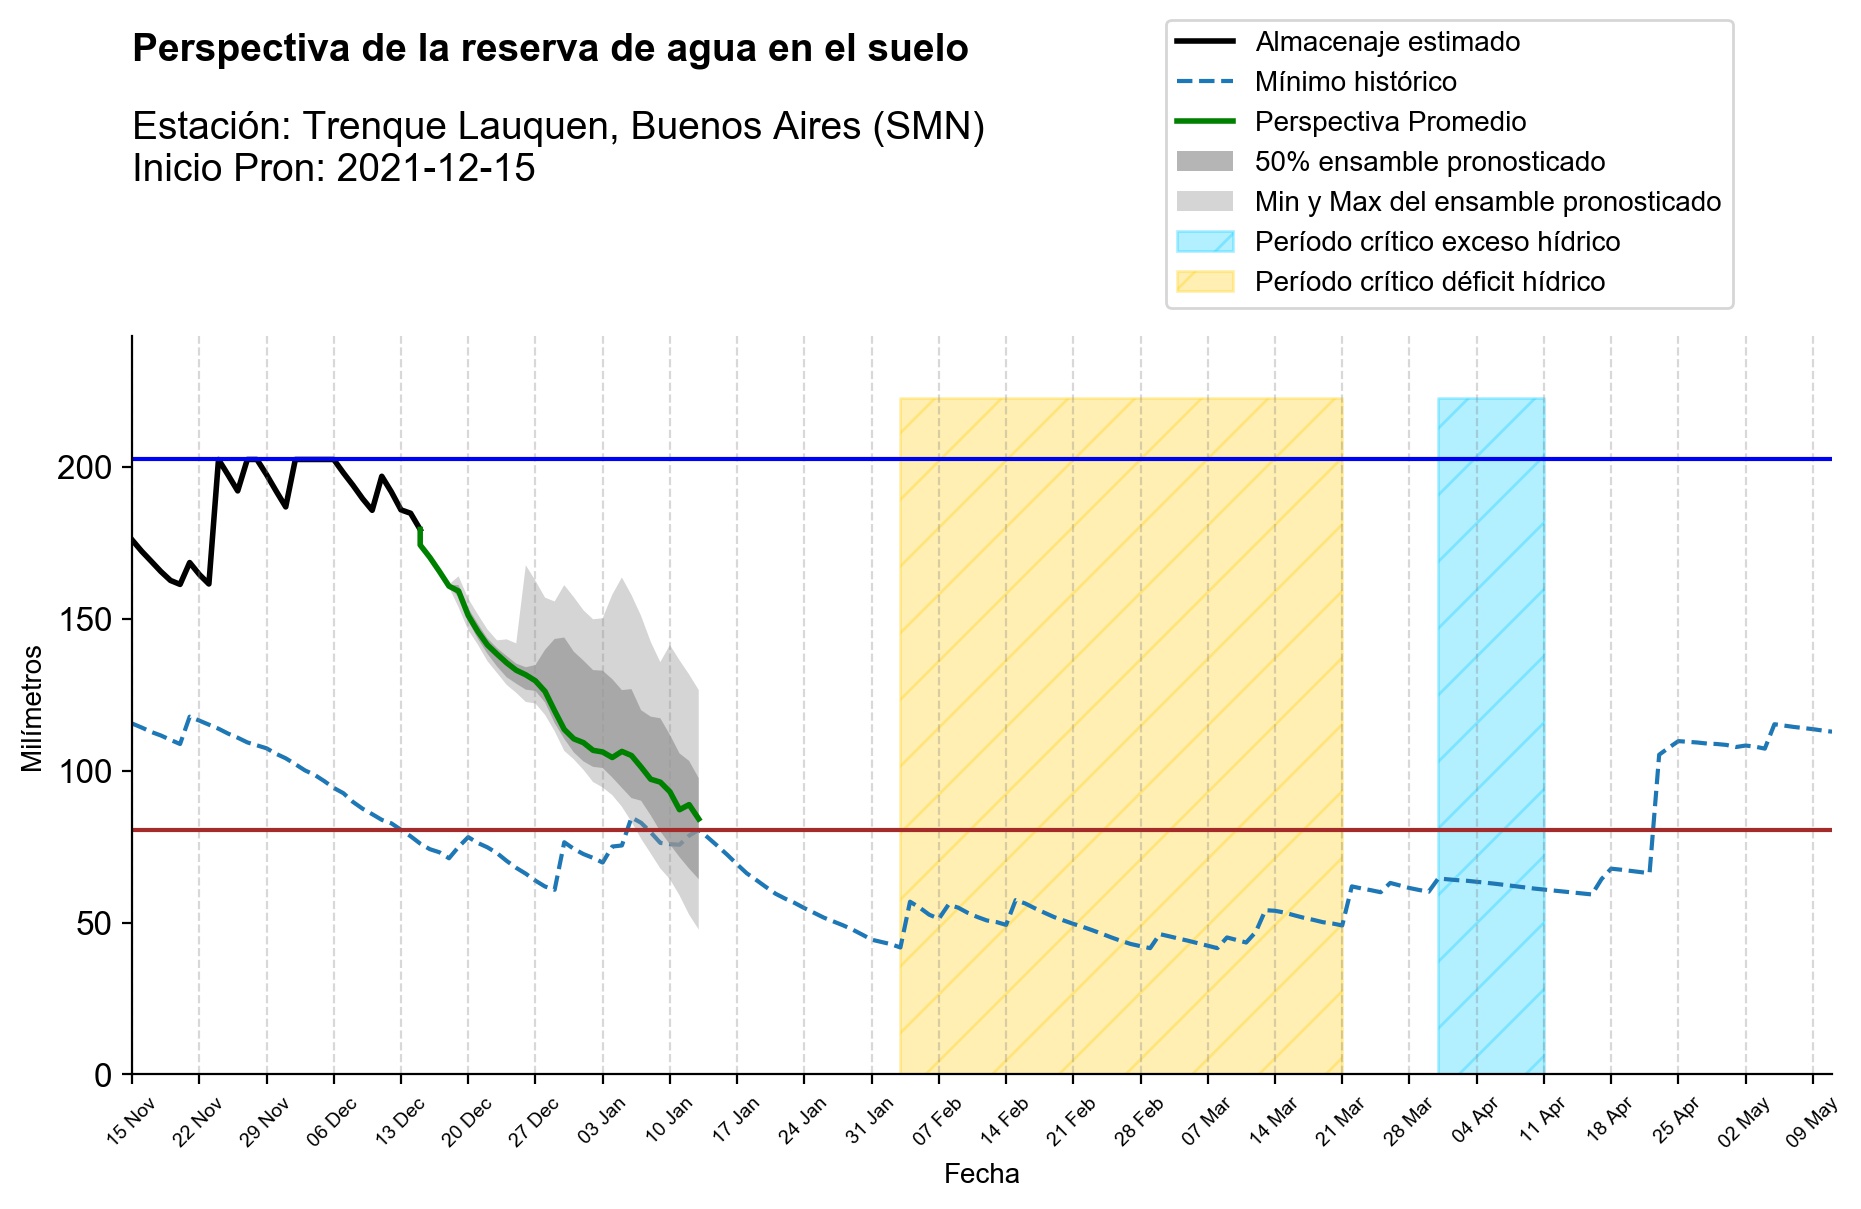 Perspectiva de la reserva de agua en el suelo
Estación: Trenque Lauquen, Buenos Aires (SMN)
Inicio Pron: 2021-12-15
Almacenaje estimado
Mínimo histórico
Perspectiva Promedio
50% ensamble pronosticado
Min y Max del ensamble pronosticado
Período crítico exceso hídrico
Período crítico déficit hídrico
Milímetros
200
150
100
50
0
15 Nov
22 Nov
29 Nov
06 Dec
13 Dec
20 Dec
27 Dec
03 Jan
10 Jan
17 Jan
24 Jan
31 Jan
07 Feb
14 Feb
21 Feb
28 Feb
07 Mar
14 Mar
21 Mar
28 Mar
04 Apr
11 Apr
18 Apr
25 Apr
02 May
09 May
Fecha